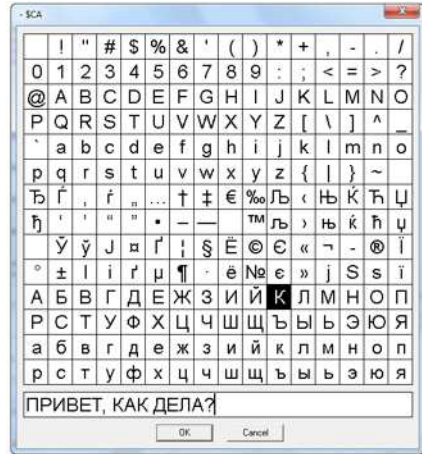 - $CA
! " # $ % & ' ( ) * + , - . /
0 1 2 3 4 5 6 7 8 9 : ; < = > ?
@ A B C D E F G H I J K L M N O
P Q R S T U V W X Y Z [ \ ] ^ _
` a b c d e f g h i j k l m n o
p q r s t u v w x y z { | } ~
Ђ Ѓ ‚ ѓ „ … † ‡ € ‰ Љ ‹ Њ Ќ Ћ Џ
ђ ‘ ’ “ ” • – — ™ љ › њ ќ ћ џ
Ў ў Ј ¤ Ґ ¦ § Ё © Є « ¬ - ® Ї
° ± І і ґ µ ¶ · ё № є » ј Ѕ ѕ ї
А Б В Г Д Е Ж З И Й К Л М Н О П
Р С Т У Ф Х Ц Ч Ш Щ Ъ Ы Ь Э Ю Я
а б в г д е ж з и й к л м н о п
р с т у ф х ц ч ш щ ъ ы ь э ю я
ПРИВЕТ, КАК ДЕЛА?
OK Cancel